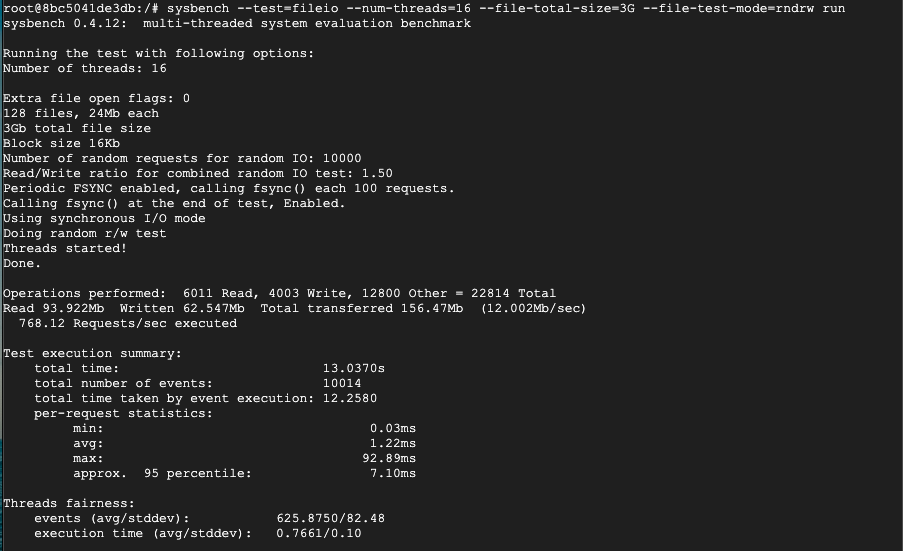 root@8bc5041de3db:/# sysbench --test=fileio --num-threads=16 --file-total-size=3G --file-test-mode=rndrw run
sysbench 0.4.12:  multi-threaded system evaluation benchmark

Running the test with following options:
Number of threads: 16

Extra file open flags: 0
128 files, 24Mb each
3Gb total file size
Block size 16Kb
Number of random requests for random IO: 10000
Read/Write ratio for combined random IO test: 1.50
Periodic FSYNC enabled, calling fsync() each 100 requests.
Calling fsync() at the end of test, Enabled.
Using synchronous I/O mode
Doing random r/w test
Threads started!
Done.

Operations performed:  6011 Read, 4003 Write, 12800 Other = 22814 Total
Read 93.922Mb  Written 62.547Mb  Total transferred 156.47Mb  (12.002Mb/sec)
  768.12 Requests/sec executed

Test execution summary:
    total time:                          13.0370s
    total number of events:              10014
    total time taken by event execution: 12.2580
    per-request statistics:
         min:                                  0.03ms
         avg:                                  1.22ms
         max:                                 92.89ms
         approx.  95 percentile:               7.10ms

Threads fairness:
    events (avg/stddev):           625.8750/82.48
    execution time (avg/stddev):   0.7661/0.10